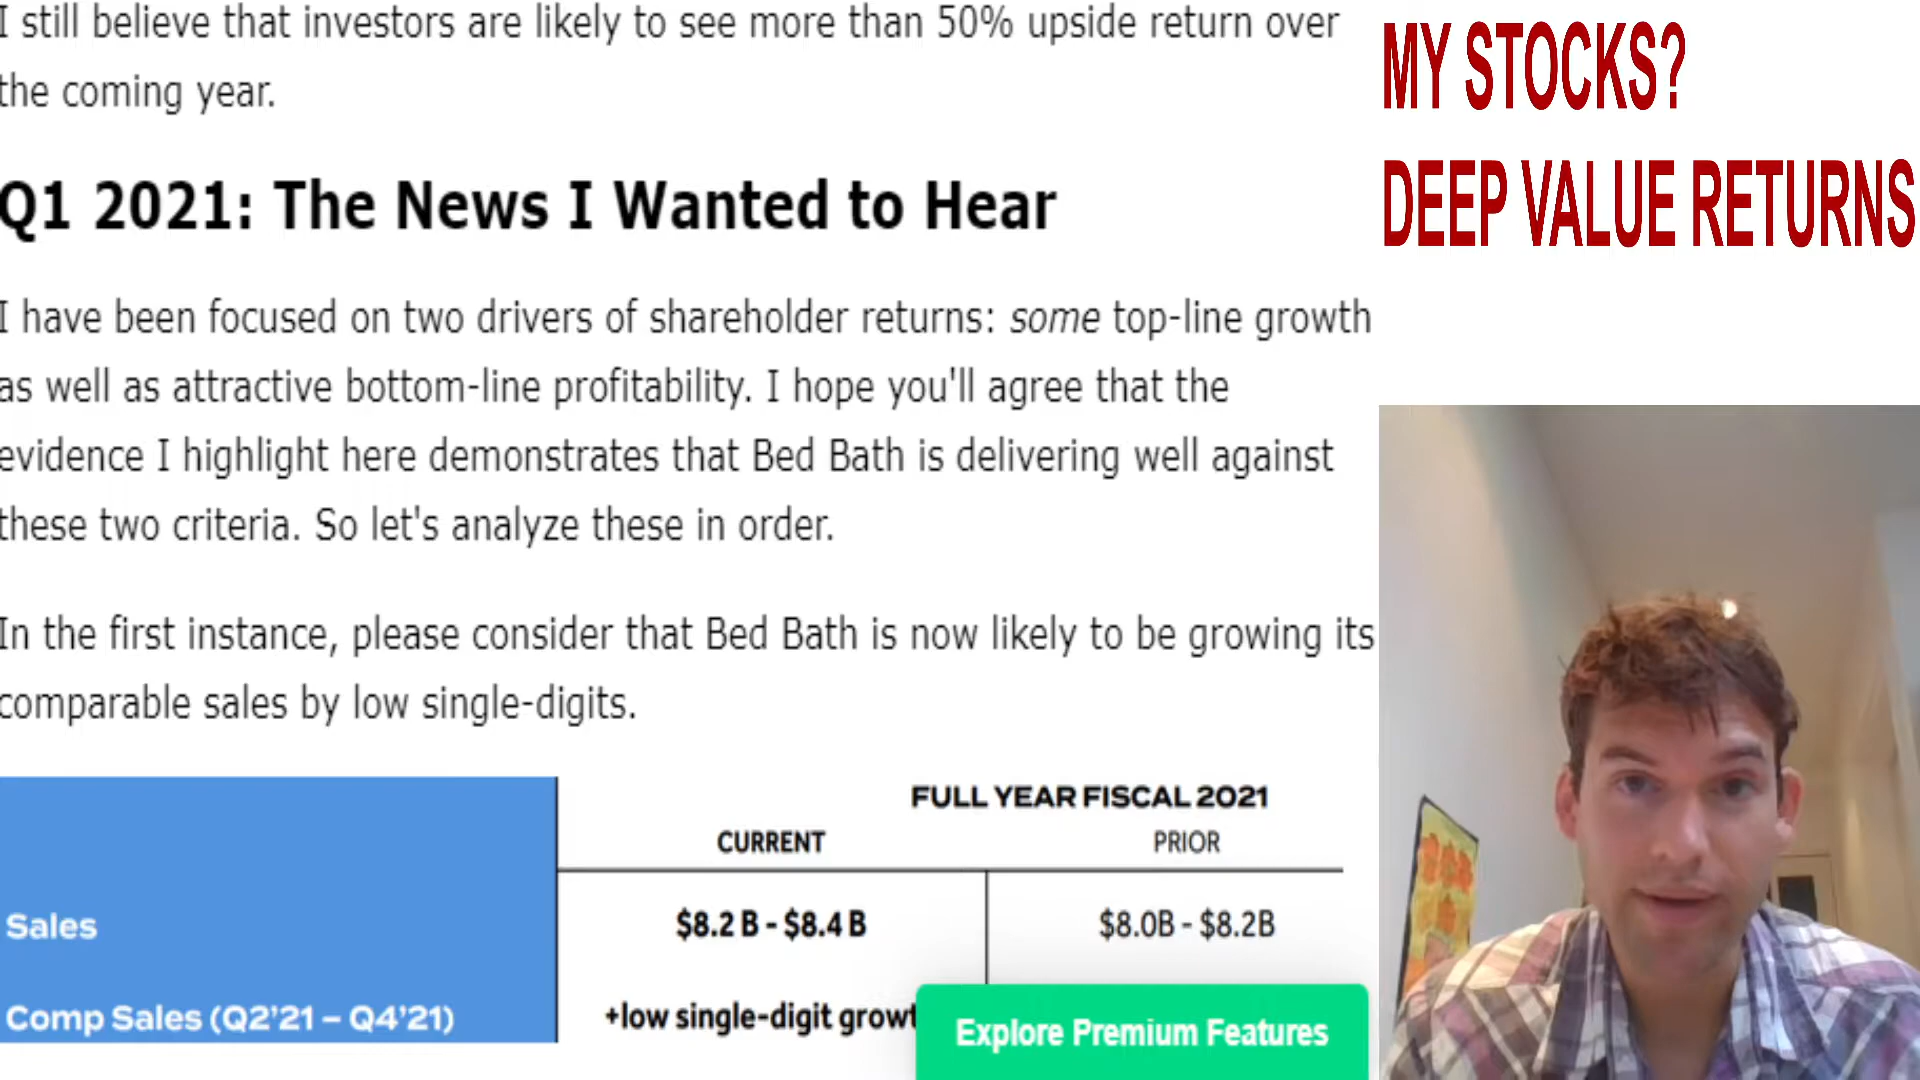 I still believe that investors are likely to see more than 50% upside return over
the coming year.
Q1 2021: The News I Wanted to Hear
I have been focused on two drivers of shareholder returns: some top-line growth
as well as attractive bottom-line profitability. I hope you'll agree that the
evidence I highlight here demonstrates that Bed Bath is delivering well against
these two criteria. So let's analyze these in order.
In the first instance, please consider that Bed Bath is now likely to be growing its
comparable sales by low single-digits.
FULL YEAR FISCAL 2021
CURRENT PRIOR
Sales $8.2 B - $8.4 B $8.0B - $8.2B
Comp Sales (Q2'21 – Q4'21) +low single-digit growt
Explore Premium Features
MY STOCKS?
DEEP VALUE RETURNS